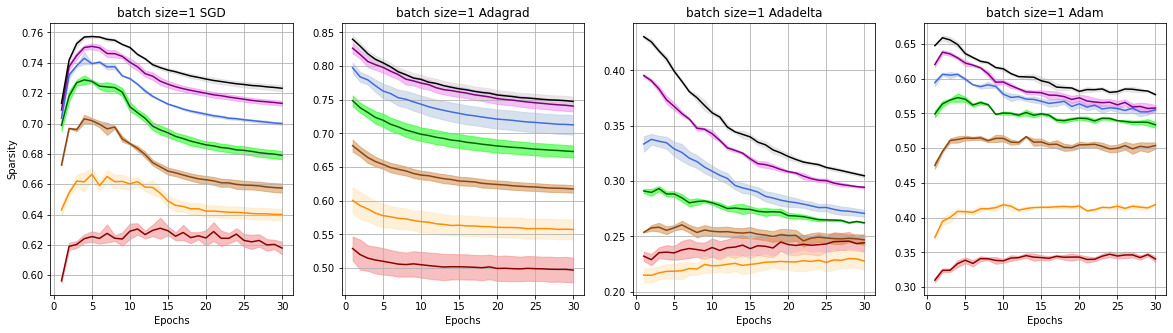 batch size=1 SGD
Sparsity
0.76
0.74
0.72
0.70
0.68
0.66
0.64
0.62
0.60
0 5 10 15 20 25 30
Epochs
batch size=1 Adagrad
0.85
0.80
0.75
0.70
0.65
0.60
0.55
0.50
0 5 10 15 20 25 30
Epochs
batch size=1 Adadelta
0.40
0.35
0.30
0.25
0.20
0 5 10 15 20 25 30
Epochs
batch size=1 Adam
0.65
0.60
0.55
0.50
0.45
0.40
0.35
0.30
0 5 10 15 20 25 30
Epochs